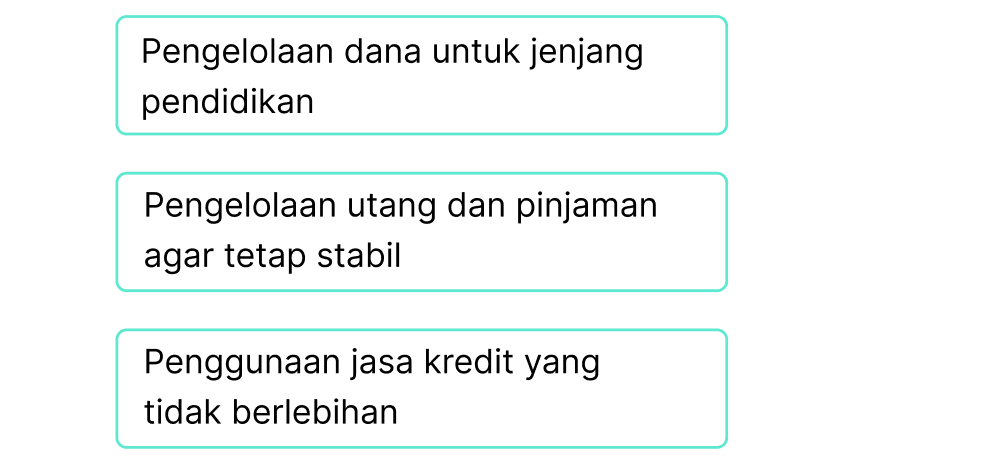 Pengelolaan dana untuk jenjang
pendidikan
Pengelolaan utang dan pinjaman
agar tetap stabil
Penggunaan jasa kredit yang
tidak berlebihan